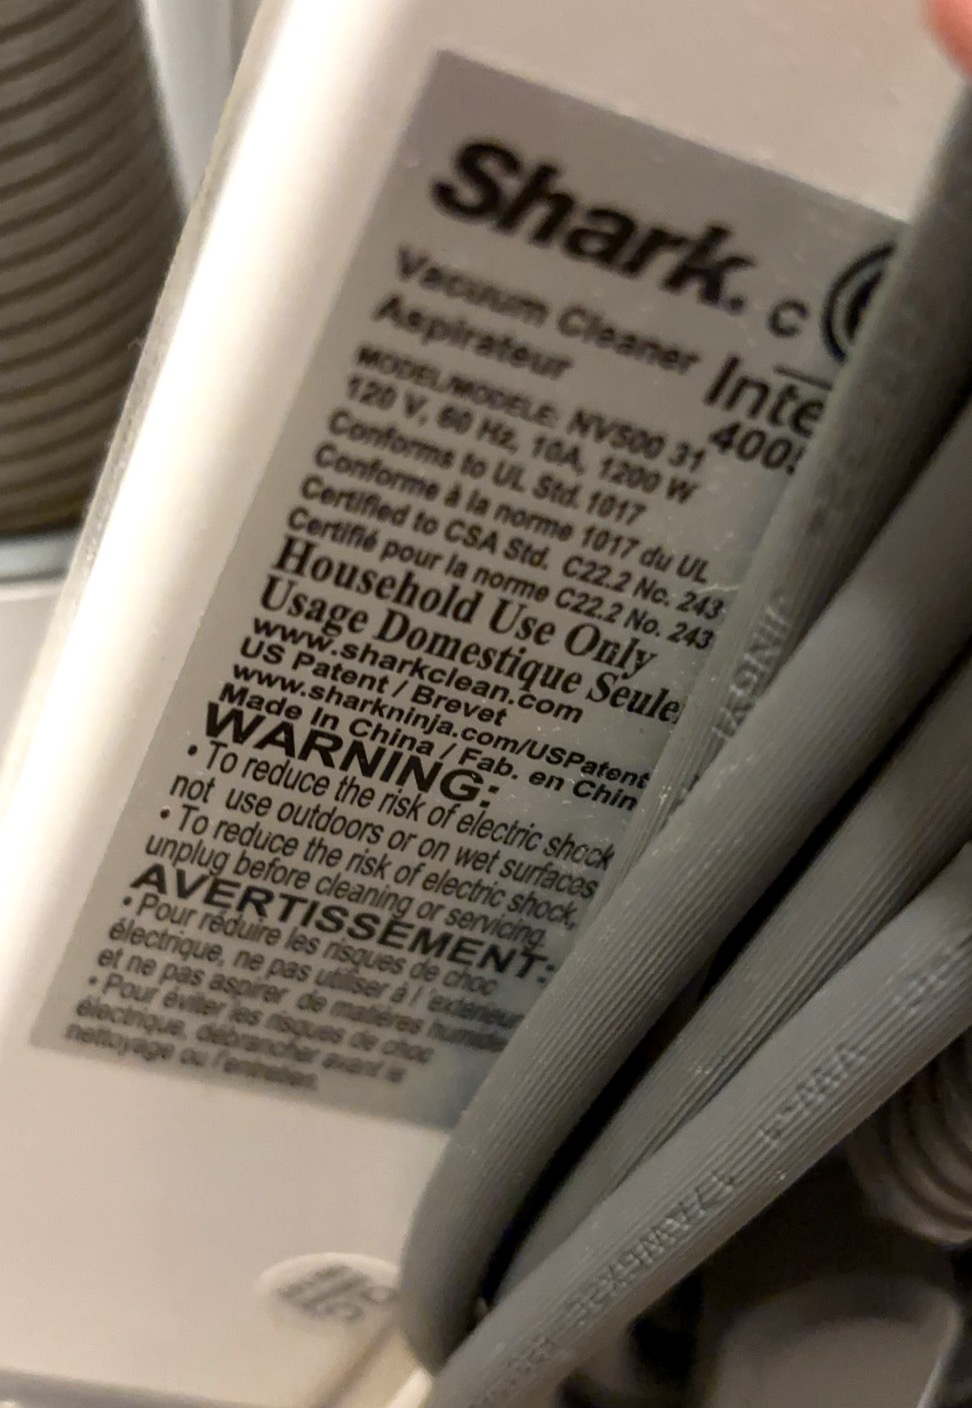 Shark.
c
Vacuum Cleaner
Aspirateur
Inte
400
MODEL/MODELE: NV500 31
120 V, 60 Hz, 10A, 1200 W
Conforms to UL Std. 1017
Conforme à la norme 1017 du UL
Certified to CSA Std. C22.2 No. 243
Certifié pour la norme C22.2 No. 243
Household Use Only
Usage Domestique Seule
www.sharkclean.com
US Patent / Brevet
www.sharkninja.com/USPatent
Made In China / Fab. en Chin
WARNING:
• To reduce the risk of electric shock
not use outdoors or on wet surfaces
• To reduce the risk of electric shock,
unplug before cleaning or servicing.
AVERTISSEMENT:
• Pour réduire les risques de choc
électrique, ne pas utiliser à l 'extérieur
et ne pas aspirer de matières humide
• Pour éviter les risques de choc
électrique, débrancher avant le
nettoyage ou l'entretien.